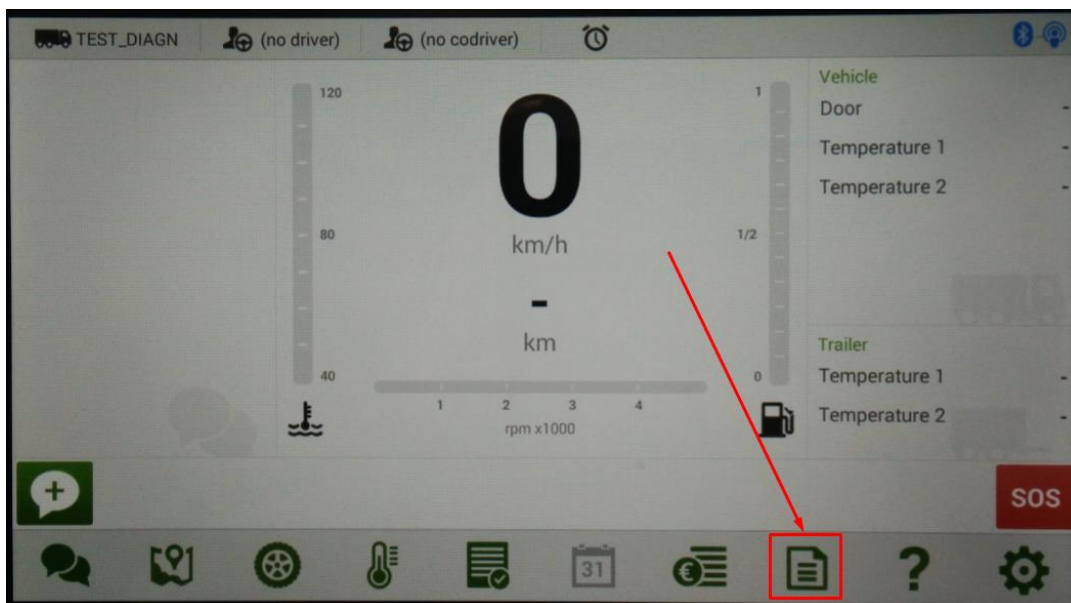 TEST_DIAGN (no driver) (no codriver)
120
80
40
0
km/h
-
km
1 2 3 4
rpm x1000
1
1/2
0
Vehicle
Door -
Temperature 1 -
Temperature 2 -
Trailer
Temperature 1 -
Temperature 2 -
+
SOS
31
€
?